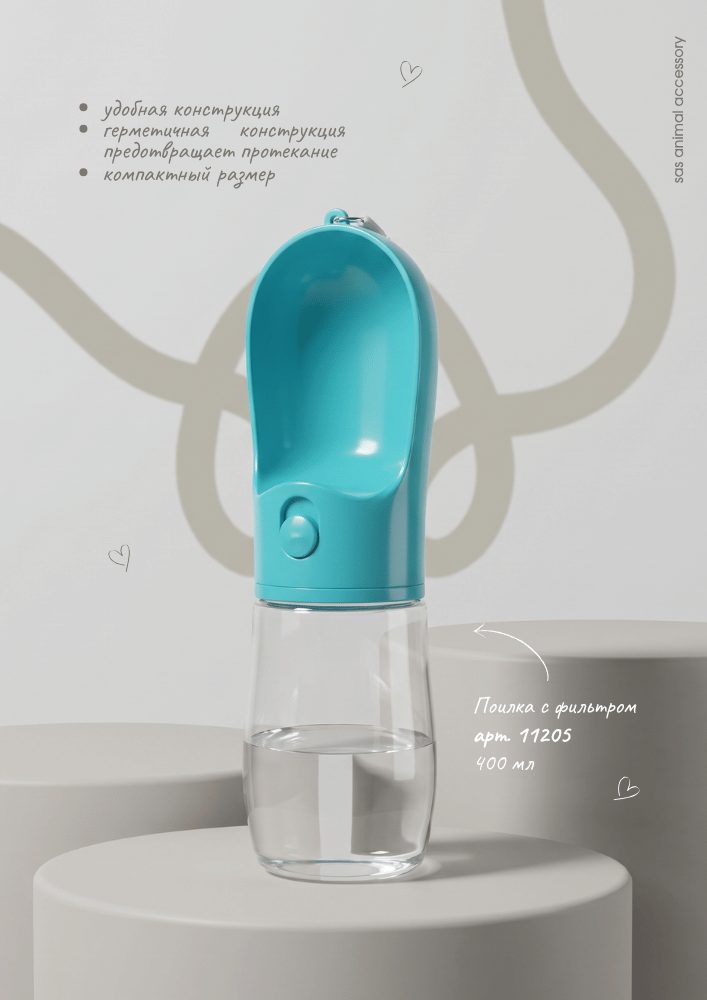 sas animal accessory
удобная конструкция
герметичная конструкция
предотвращает протекание
компактный размер
Поилка с фильтром
арт. 11205
400 мл